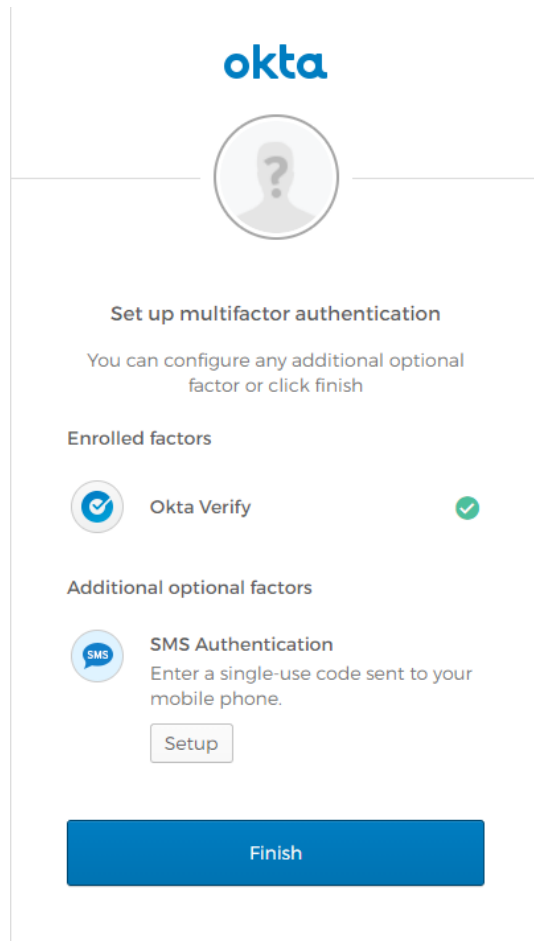 okta
?
Set up multifactor authentication
You can configure any additional optional
factor or click finish
Enrolled factors
Okta Verify
Additional optional factors
SMS
SMS Authentication
Enter a single-use code sent to your
mobile phone.
Setup
Finish